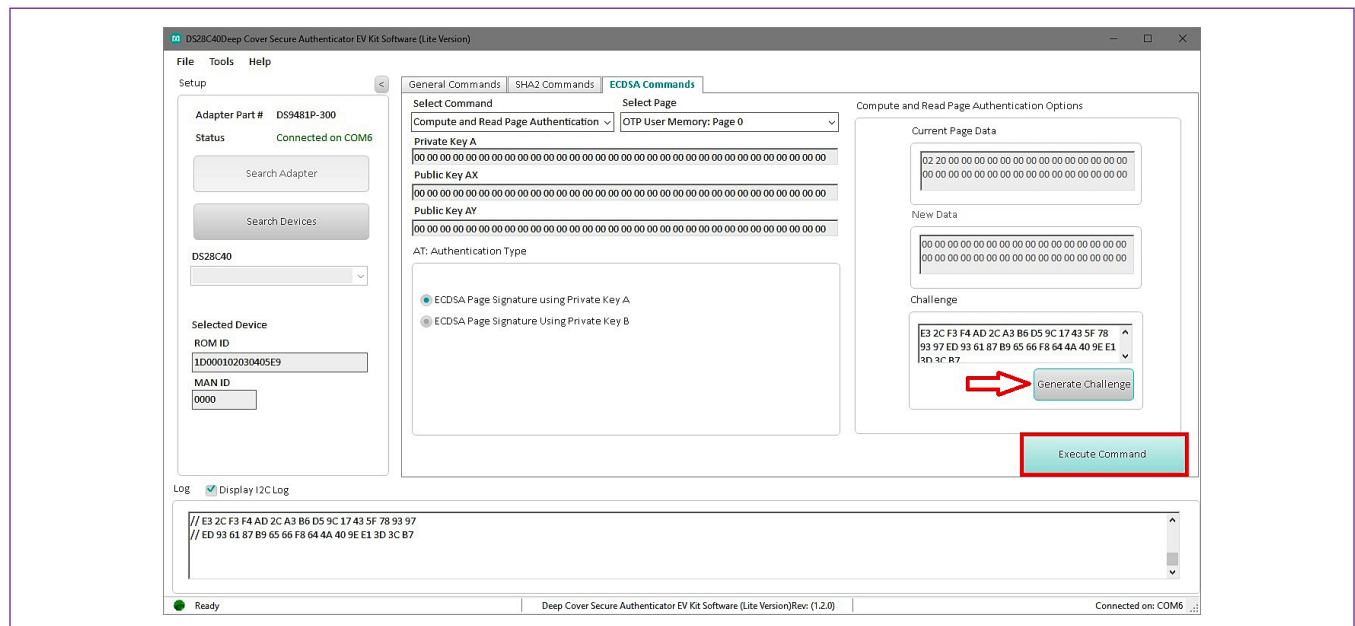 DS28C40Deep Cover Secure Authenticator EV Kit Software (Lite Version)
File Tools Help
Setup
<
Adapter Part # DS9481P-300
Status Connected on COM6
Search Adapter
Search Devices
DS28C40
Selected Device
ROM ID
1D000102030405E9
MAN ID
0000
General Commands SHA2 Commands ECDSA Commands
Select Command Select Page
Compute and Read Page Authentication OTP User Memory: Page 0
Private Key A
00 00 00 00 00 00 00 00 00 00 00 00 00 00 00 00 00 00 00 00 00 00 00 00 00 00 00 00 00 00 00 00
Public Key AX
00 00 00 00 00 00 00 00 00 00 00 00 00 00 00 00 00 00 00 00 00 00 00 00 00 00 00 00 00 00 00 00
Public Key AY
00 00 00 00 00 00 00 00 00 00 00 00 00 00 00 00 00 00 00 00 00 00 00 00 00 00 00 00 00 00 00 00
AT: Authentication Type
ECDSA Page Signature using Private Key A
ECDSA Page Signature Using Private Key B
Compute and Read Page Authentication Options
Current Page Data
02 20 00 00 00 00 00 00 00 00 00 00 00 00 00 00
00 00 00 00 00 00 00 00 00 00 00 00 00 00 00 00
New Data
00 00 00 00 00 00 00 00 00 00 00 00 00 00 00 00
00 00 00 00 00 00 00 00 00 00 00 00 00 00 00 00
Challenge
E3 2C F3 F4 AD 2C A3 B6 D5 9C 17 43 5F 78
93 97 ED 93 61 87 B9 65 66 F8 64 4A 40 9E E1
3D 3C B7
Generate Challenge
Execute Command
Log Display I2C Log
// E3 2C F3 F4 AD 2C A3 B6 D5 9C 17 43 5F 78 93 97
// ED 93 61 87 B9 65 66 F8 64 4A 40 9E E1 3D 3C B7
Ready Deep Cover Secure Authenticator EV Kit Software (Lite Version)Rev: (1.2.0) Connected on: COM6